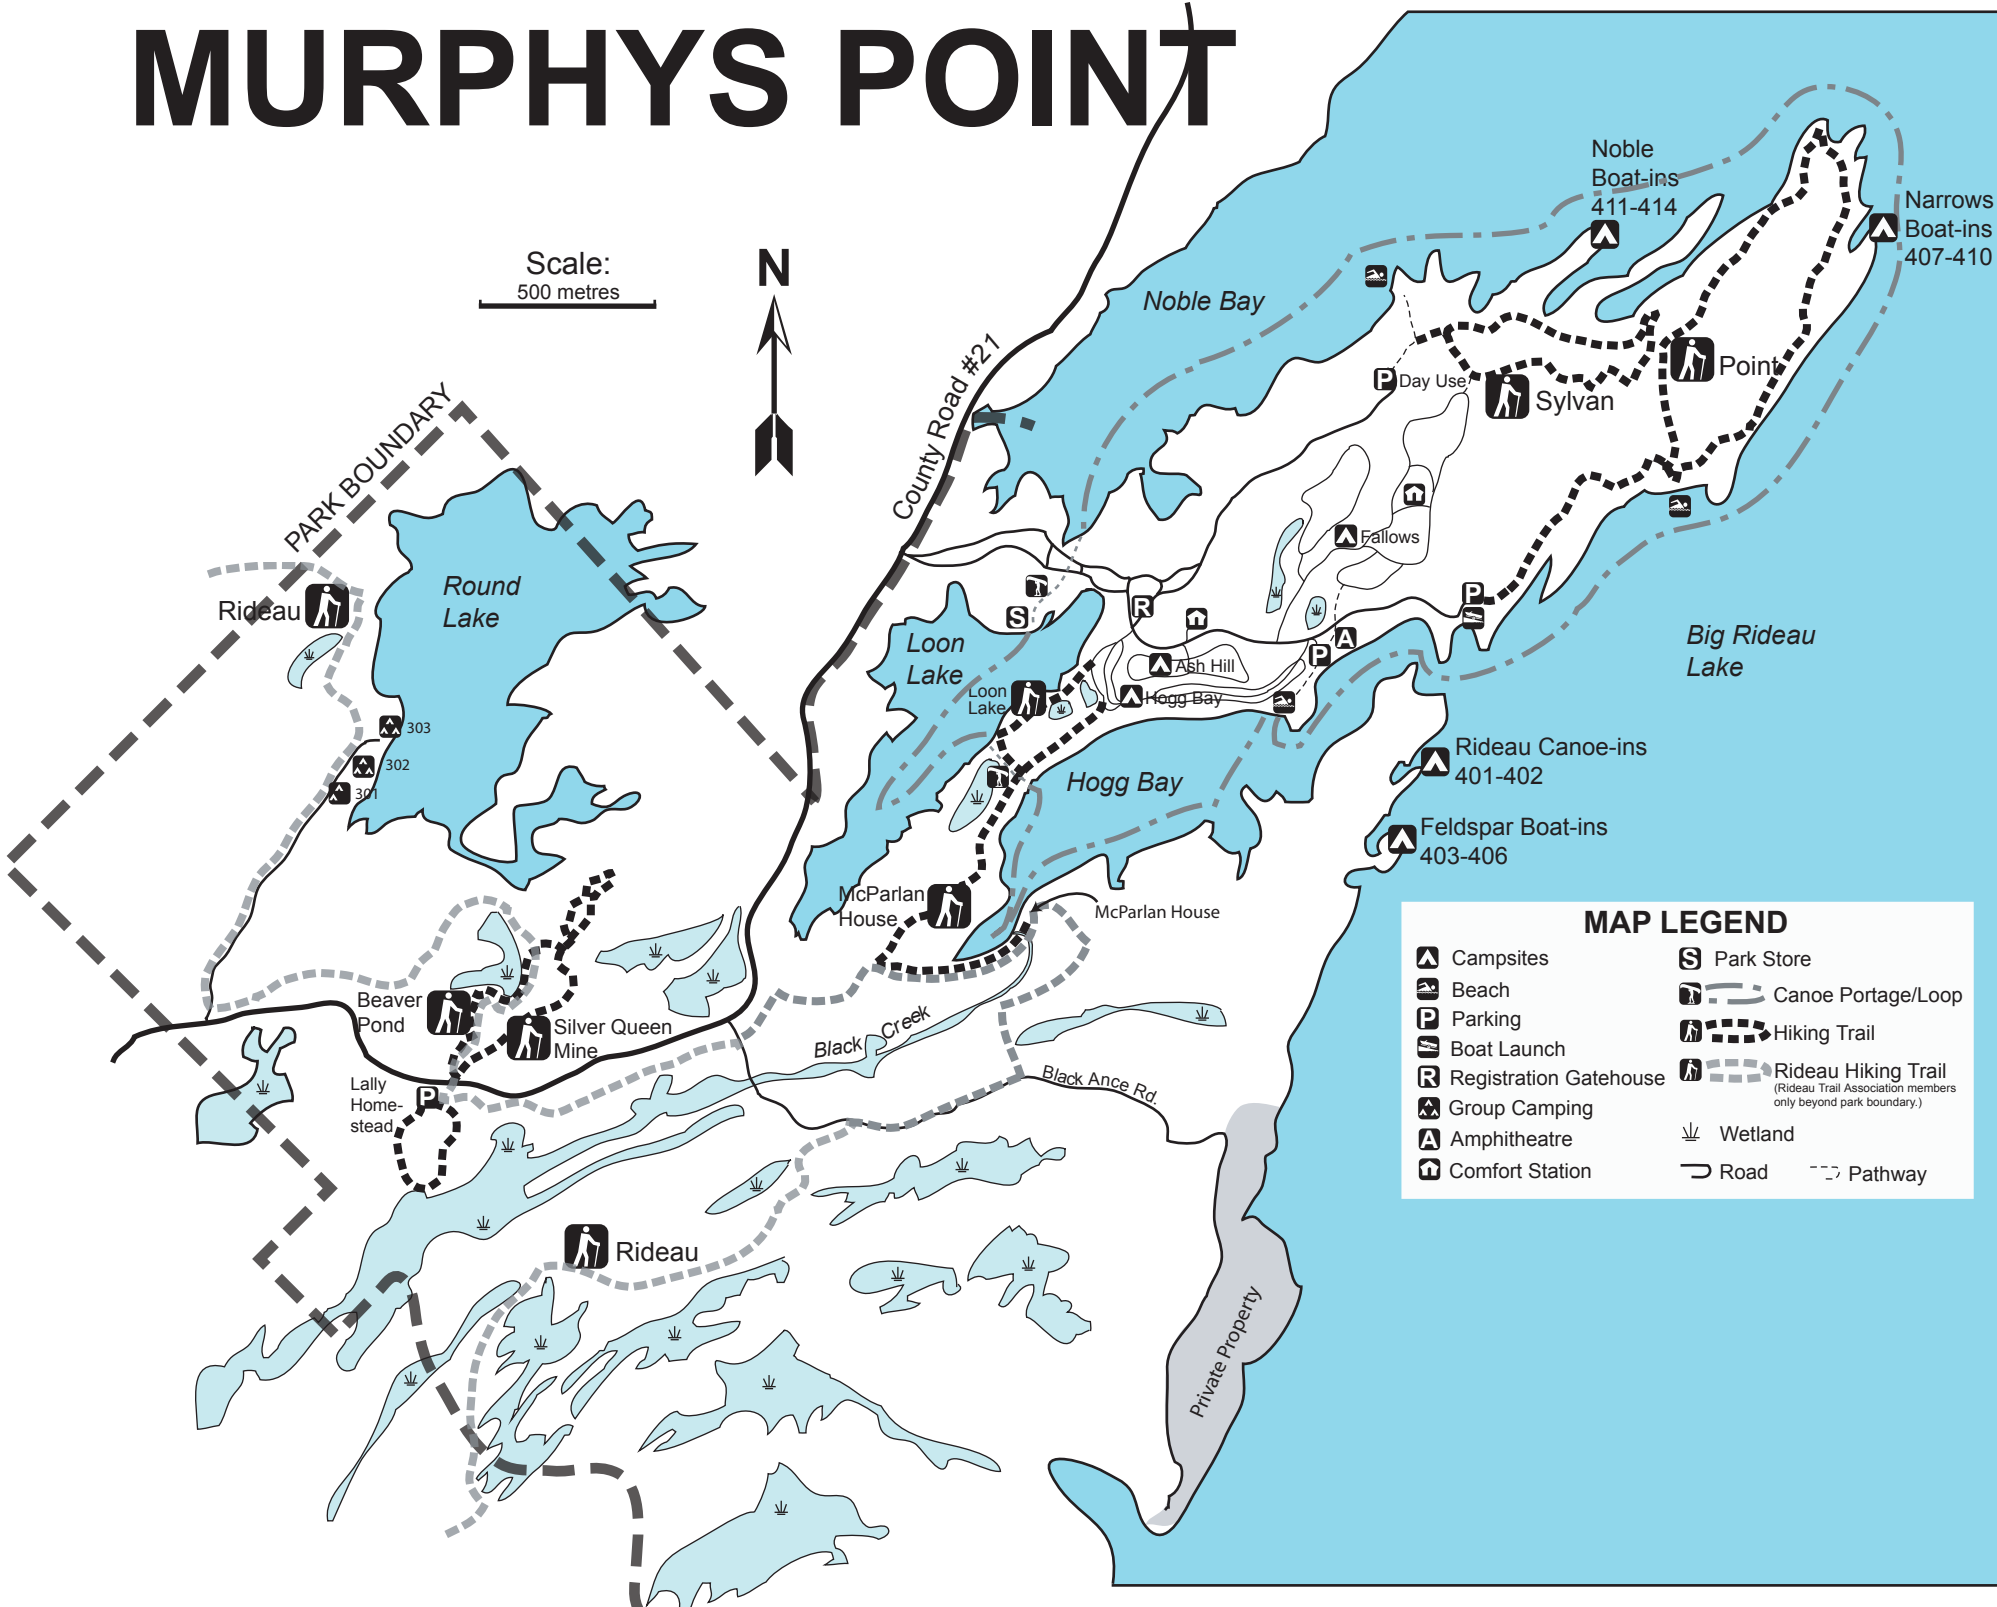 MURPHYS POINT
Scale:
500 metres
N
Noble
Boat-ins
411-414
Narrows
Boat-ins
407-410
Noble Bay
County Road #21
PARK BOUNDARY
P
Day Use
Point
Sylvan
Round
Lake
Rideau
Fallows
Loon
Lake
S
R
P
A
P
Ash Hill
Hogg Bay
Loon
Lake
Big Rideau
Lake
303
302
301
Hogg Bay
Rideau Canoe-ins
401-402
Feldspar Boat-ins
403-406
McParlan
House
McParlan House
Beaver
Pond
Silver Queen
Mine
Black Creek
Black Ance Rd.
Lally
Home-
stead
P
Rideau
Private Property
MAP LEGEND
Campsites
Beach
P Parking
Boat Launch
R Registration Gatehouse
Group Camping
A Amphitheatre
Comfort Station
S Park Store
Canoe Portage/Loop
Hiking Trail
Rideau Hiking Trail
(Rideau Trail Association members
only beyond park boundary.)
Wetland
Road
Pathway